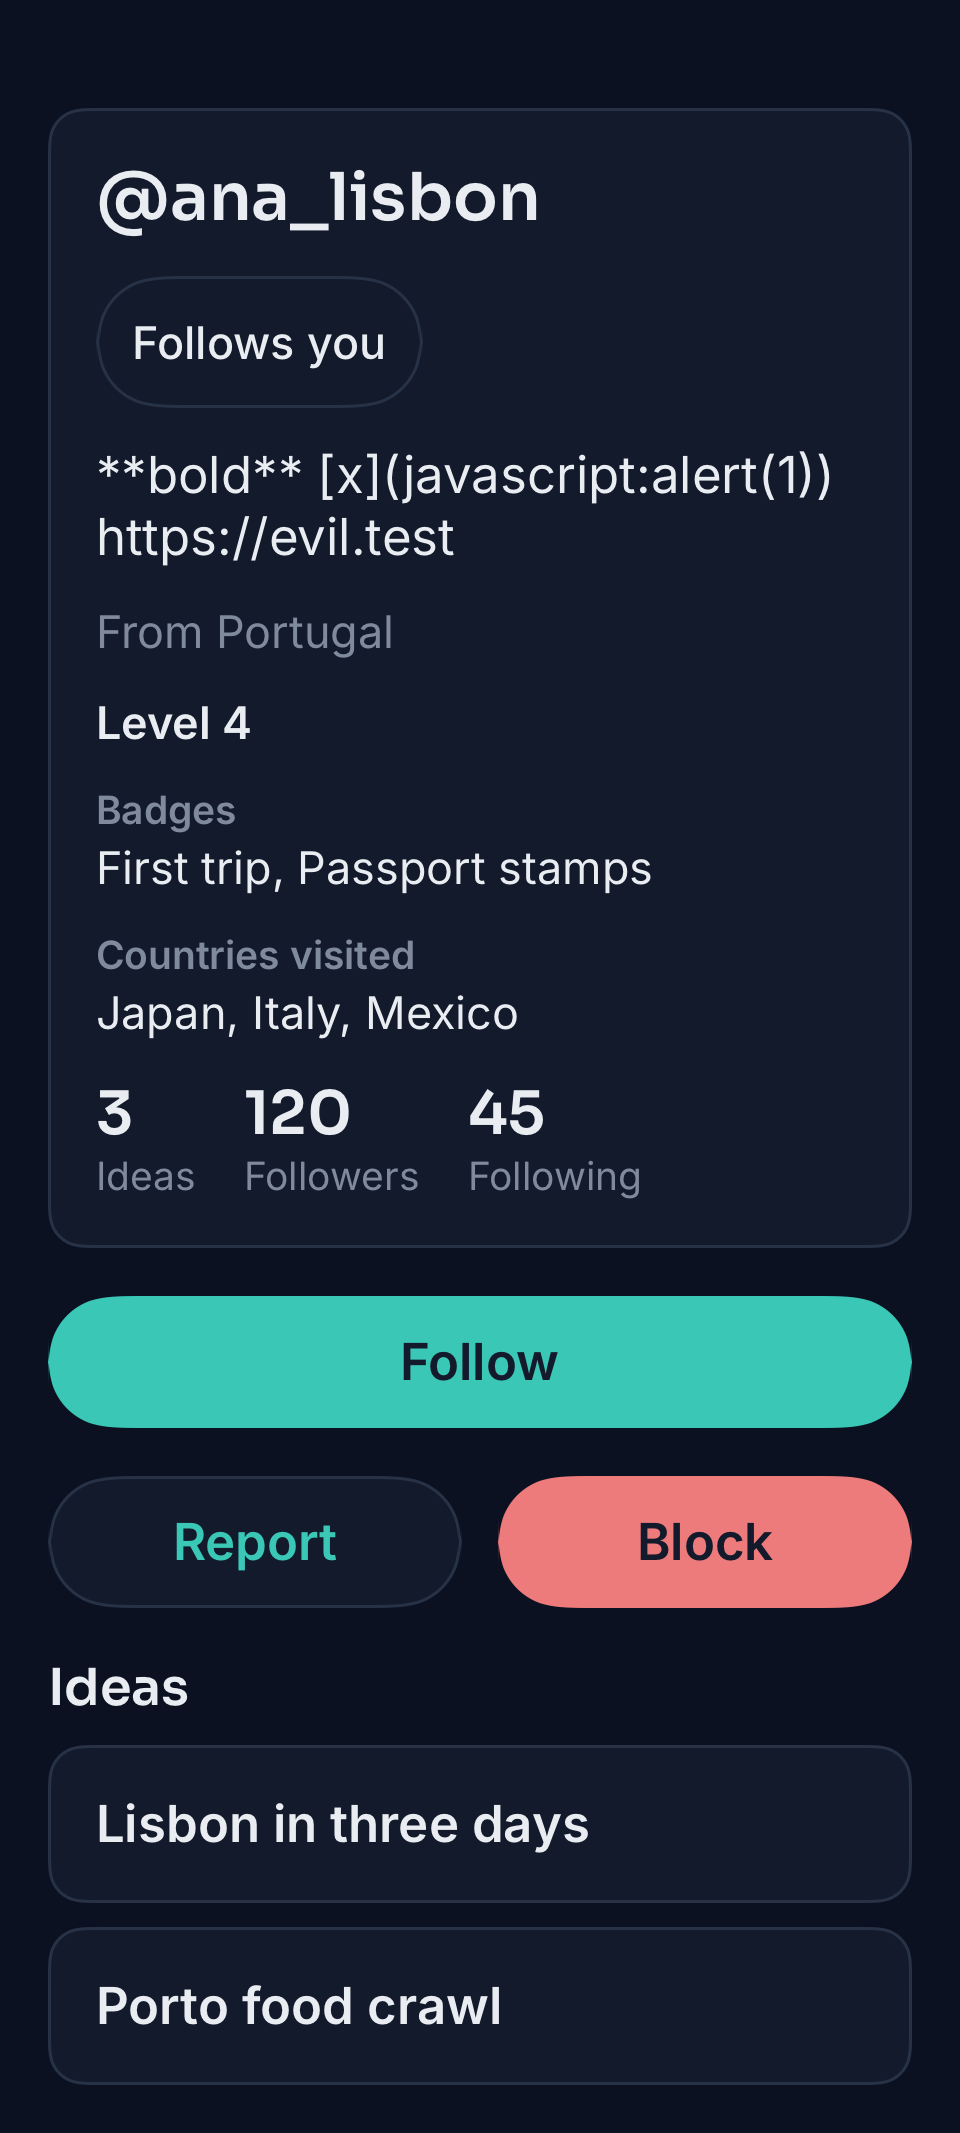 @ana_lisbon
Follows you
**bold** [x](javascript:alert(1))
https://evil.test
From Portugal
Level 4
Badges
First trip, Passport stamps
Countries visited
Japan, Italy, Mexico
3 120 45
Ideas Followers Following
Follow
Report Block
Ideas
Lisbon in three days
Porto food crawl